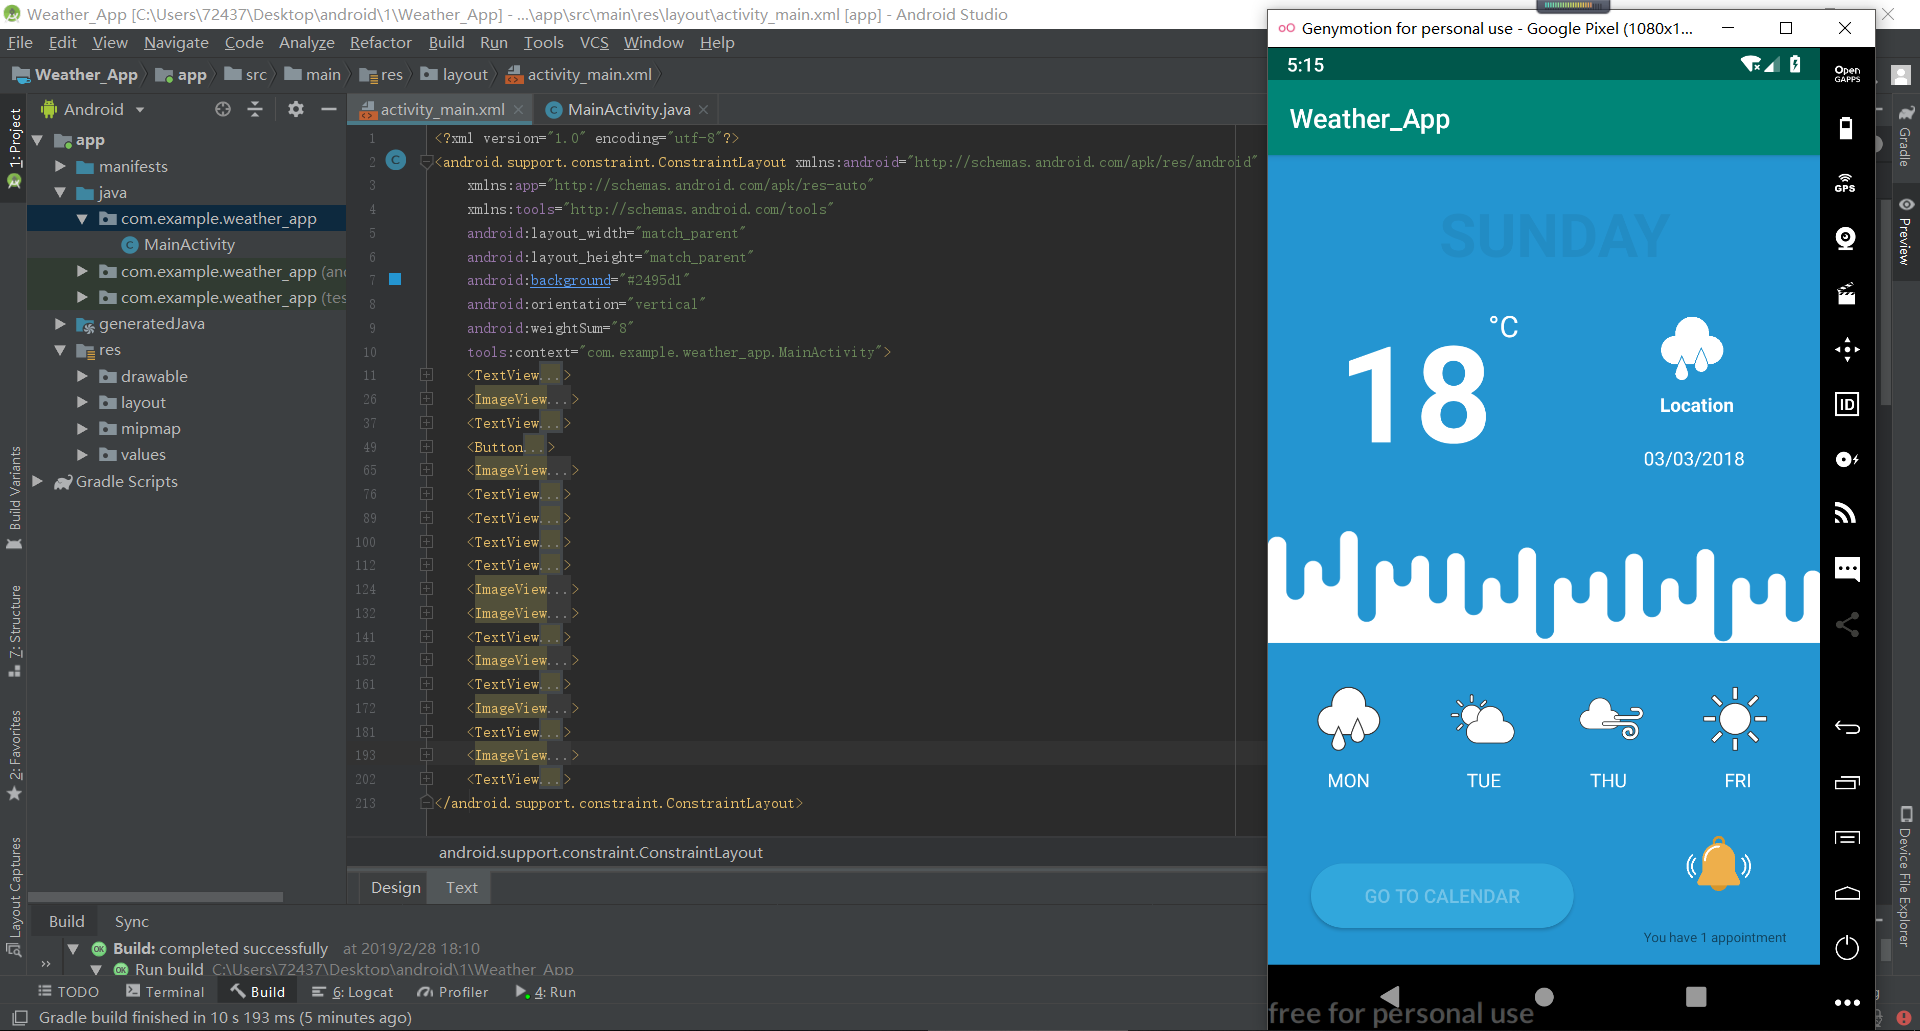 Weather_App [C:\Users\72437\Desktop\android\1\Weather_App] - ...\app\src\main\res\layout\activity_main.xml [app] - Android Studio
File Edit View Navigate Code Analyze Refactor Build Run Tools VCS Window Help
Weather_App app src main res layout activity_main.xml
Android
activity_main.xml
MainActivity.java
1: Project
Build Variants
7: Structure
2: Favorites
Layout Captures
app
manifests
java
com.example.weather_app
MainActivity
com.example.weather_app (an
com.example.weather_app (tes
generatedJava
res
drawable
layout
mipmap
values
Gradle Scripts
1 <?xml version="1.0" encoding="utf-8"?>
2 <android.support.constraint.ConstraintLayout xmlns:android="http://schemas.android.com/apk/res/android"
3 xmlns:app="http://schemas.android.com/apk/res-auto"
4 xmlns:tools="http://schemas.android.com/tools"
5 android:layout_width="match_parent"
6 android:layout_height="match_parent"
7 android:background="#2495d1"
8 android:orientation="vertical"
9 android:weightSum="8"
10 tools:context="com.example.weather_app.MainActivity">
11 <TextView...>
26 <ImageView...>
37 <TextView...>
49 <Button...>
65 <ImageView...>
76 <TextView...>
89 <TextView...>
100 <TextView...>
112 <TextView...>
124 <ImageView...>
132 <ImageView...>
141 <TextView...>
152 <ImageView...>
161 <TextView...>
172 <ImageView...>
181 <TextView...>
193 <ImageView...>
202 <TextView...>
213 </android.support.constraint.ConstraintLayout>
android.support.constraint.ConstraintLayout
Design Text
Build Sync
Build: completed successfully at 2019/2/28 18:10
Run build C:\Users\72437\Desktop\android\1\Weather_App
TODO Terminal Build 6: Logcat Profiler 4: Run
Gradle build finished in 10 s 193 ms (5 minutes ago)
Genymotion for personal use - Google Pixel (1080x1...
5:15
Weather_App
SUNDAY
18
°C
Location
03/03/2018
MON TUE THU FRI
GO TO CALENDAR
You have 1 appointment
free for personal use
Open
GAPPS
GPS
ID
Gradle
Preview
Device File Explorer